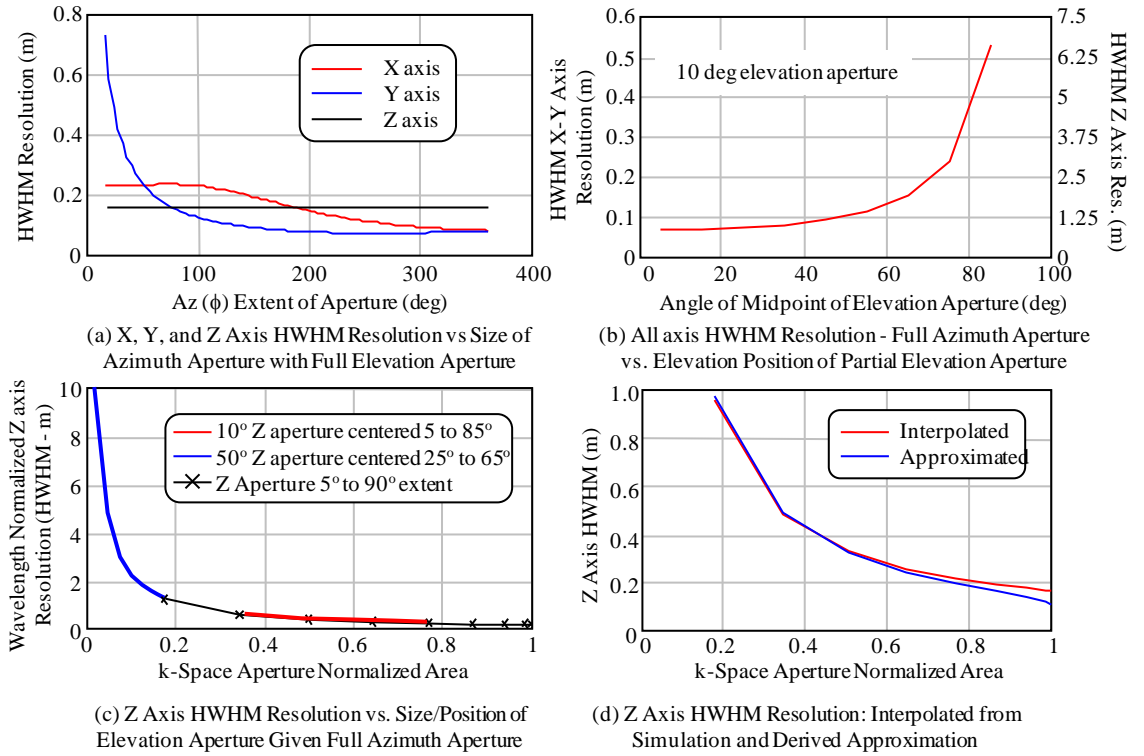 0.8
0.6
0.4
0.2
0
HWHM Resolution (m)
X axis
Y axis
Z axis
0 100 200 300 400
Az (ϕ) Extent of Aperture (deg)
(a) X, Y, and Z Axis HWHM Resolution vs Size of
Azimuth Aperture with Full Elevation Aperture
0.6
0.5
0.4
0.3
0.2
0.1
0
HWHM X-Y Axis
Resolution (m)
10 deg elevation aperture
7.5
6.25
5
3.75
2.5
1.25
0
HWHM Z Axis
Res. (m)
0 20 40 60 80 100
Angle of Midpoint of Elevation Aperture (deg)
(b) All axis HWHM Resolution - Full Azimuth Aperture
vs. Elevation Position of Partial Elevation Aperture
10
8
6
4
2
0
Wavelength Normalized Z axis
Resolution (HWHM - m)
10° Z aperture centered 5 to 85°
50° Z aperture centered 25° to 65°
Z Aperture 5° to 90° extent
0 0.2 0.4 0.6 0.8 1
k-Space Aperture Normalized Area
(c) Z Axis HWHM Resolution vs. Size/Position of
Elevation Aperture Given Full Azimuth Aperture
1.0
0.8
0.6
0.4
0.2
0
Z Axis HWHM (m)
Interpolated
Approximated
0 0.2 0.4 0.6 0.8 1
k-Space Aperture Normalized Area
(d) Z Axis HWHM Resolution: Interpolated from
Simulation and Derived Approximation